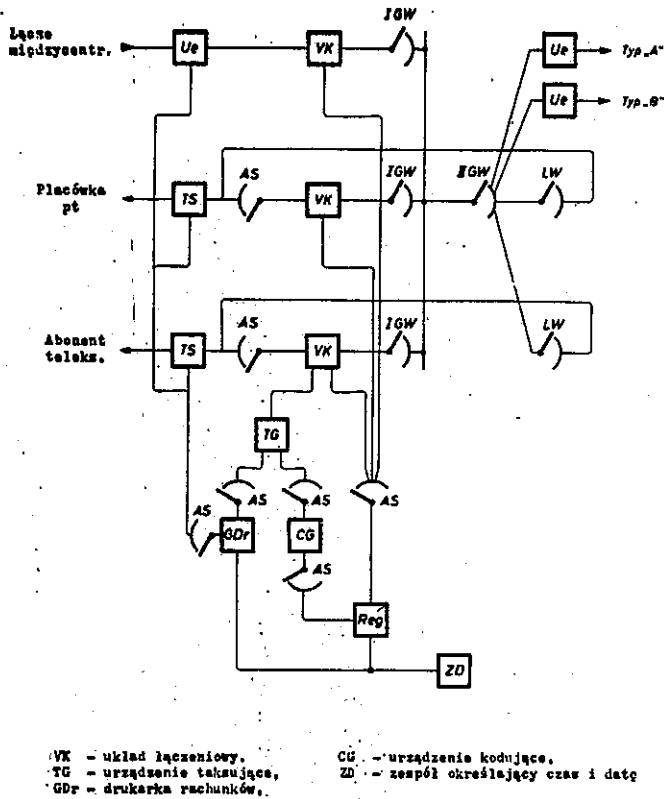 IGW
Łącze
międzycentr.
Ue
VK
Ue
Typ „A"
Ue
Typ „B"
Placówka
pt
TS
AS
VK
IGW
IIGW
LW
Abonent
teleks.
TS
AS
VK
IGW
LW
TG
AS
AS
AS
AS
GDr
CG
AS
Reg
ZD
VK - układ łączeniowy, CG - urządzenie kodujące,
TG - urządzenie taksujące, ZD - zespół określający czas i datę
GDr - drukarka rachunków,